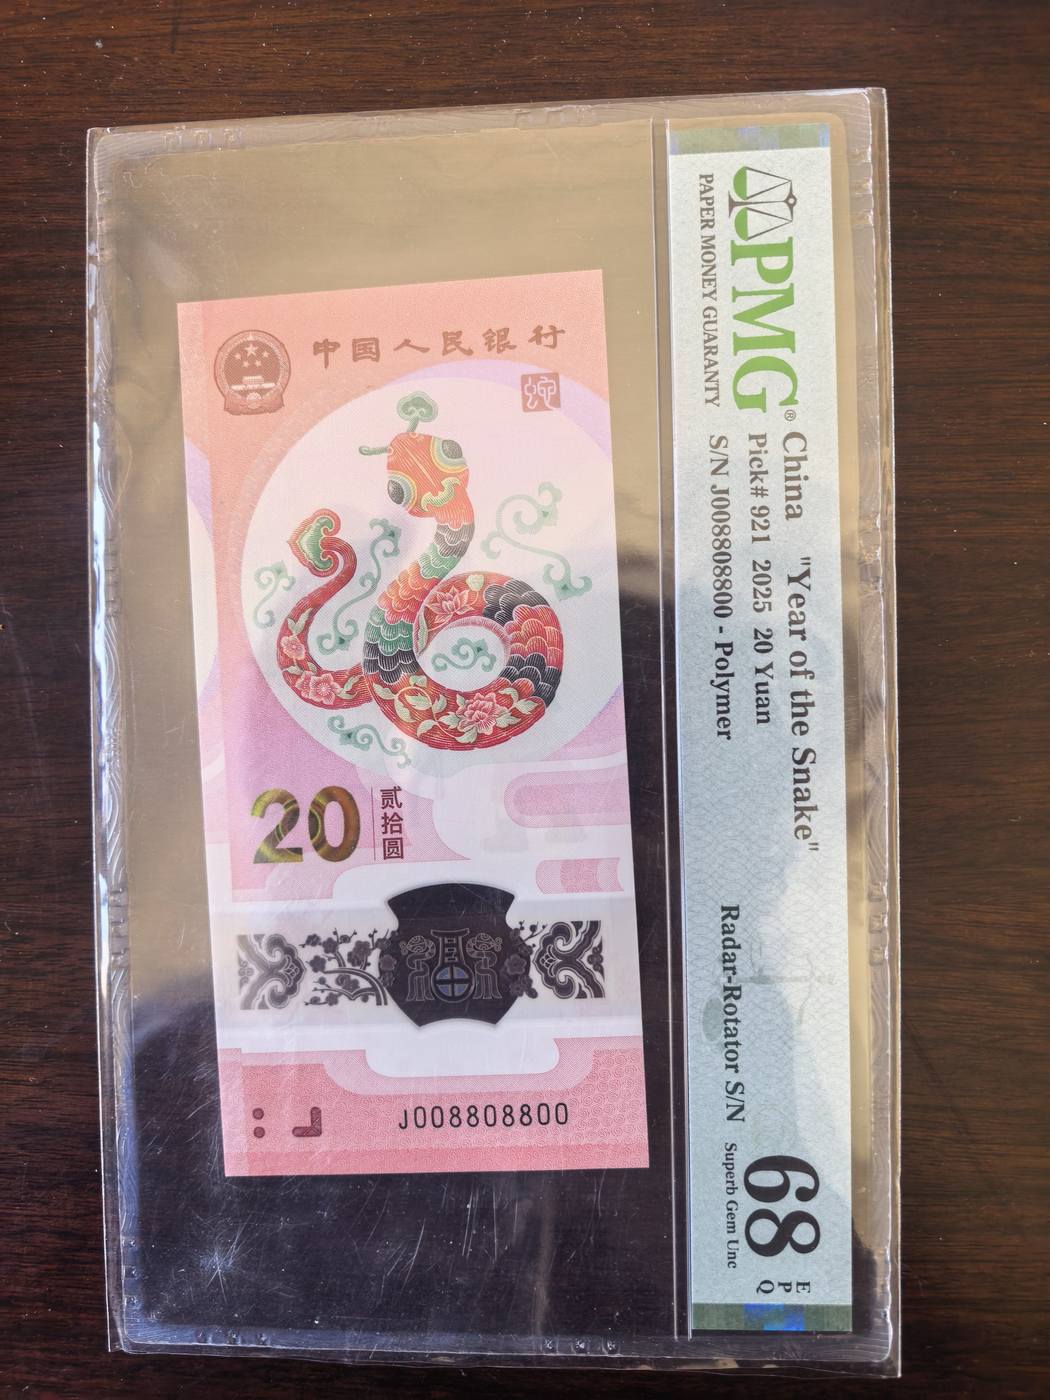 中国人民银行
蛇
20
贰拾圆
J008808800
PMG®
PAPER MONEY GUARANTY
China "Year of the Snake"
Pick# 921 2025 20 Yuan
S/N J008808800 - Polymer
Radar-Rotator S/N
68 EPQ
Superb Gem Unc